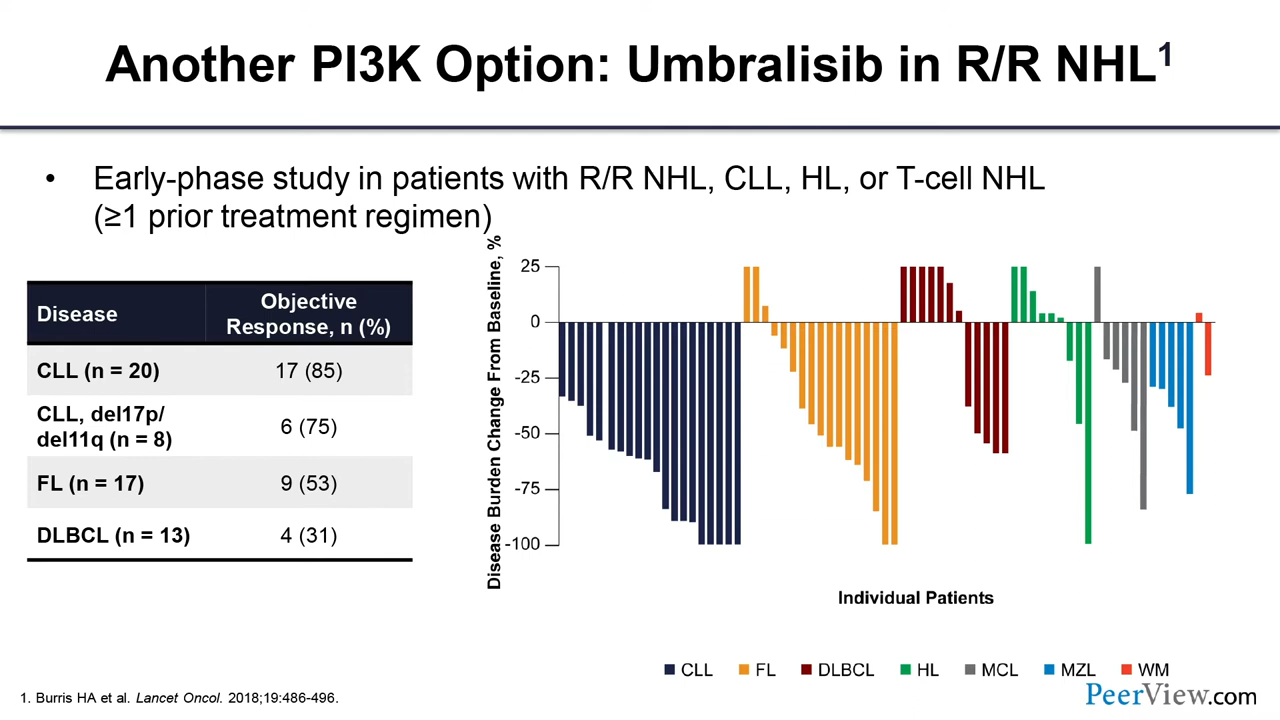 Another PI3K Option: Umbralisib in R/R NHL1
• Early-phase study in patients with R/R NHL, CLL, HL, or T-cell NHL
(≥1 prior treatment regimen)
Disease
Objective
Response, n (%)
CLL (n = 20) 17 (85)
CLL, del17p/
del11q (n = 8) 6 (75)
FL (n = 17) 9 (53)
DLBCL (n = 13) 4 (31)
Disease Burden Change From Baseline, %
25
0
-25
-50
-75
-100
Individual Patients
CLL FL DLBCL HL MCL MZL WM
1. Burris HA et al. Lancet Oncol. 2018;19:486-496.
PeerView.com